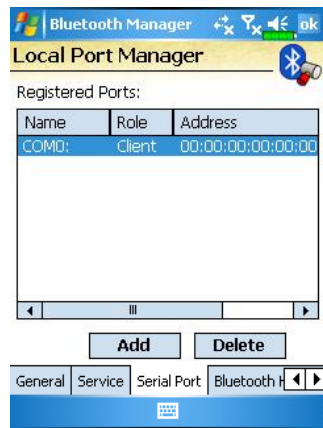 Bluetooth Manager ok
Local Port Manager
Registered Ports:
Name Role Address
COM0: Client 00:00:00:00:00:00
Add Delete
General Service Serial Port Bluetooth